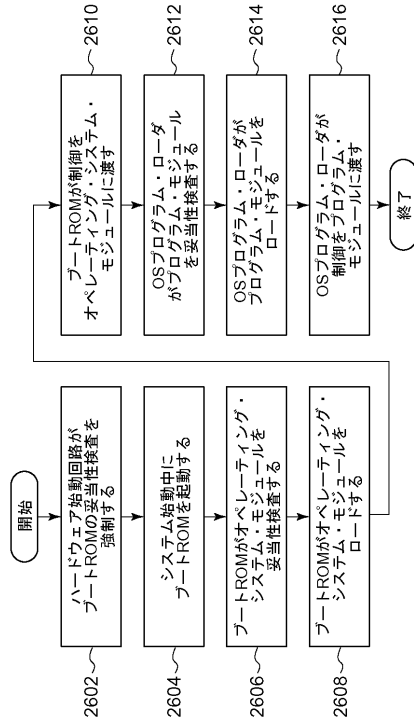 開始
ハードウェア始動回路が
ブートROMの妥当性検査を
強制する
2602
システム始動中に
ブートROMを起動する
2604
ブートROMがオペレーティング・
システム・モジュールを
妥当性検査する
2606
ブートROMがオペレーティング・
システム・モジュールを
ロードする
2608
ブートROMが制御を
オペレーティング・システム・
モジュールに渡す
2610
OSプログラム・ローダ
がプログラム・モジュール
を妥当性検査する
2612
OSプログラム・ローダが
プログラム・モジュールを
ロードする
2614
OSプログラム・ローダが
制御をプログラム・
モジュールに渡す
2616
終了